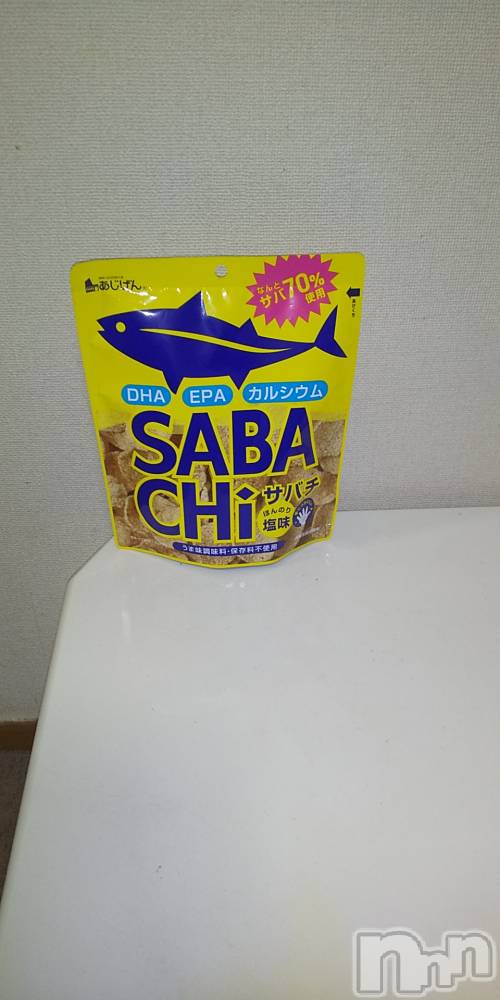 あじげん
なんと
サバ70%
使用
DHA EPA カルシウム
SABA
CHi
サバチ
ほんのり
塩味
うま味調味料・保存料不使用
nnn